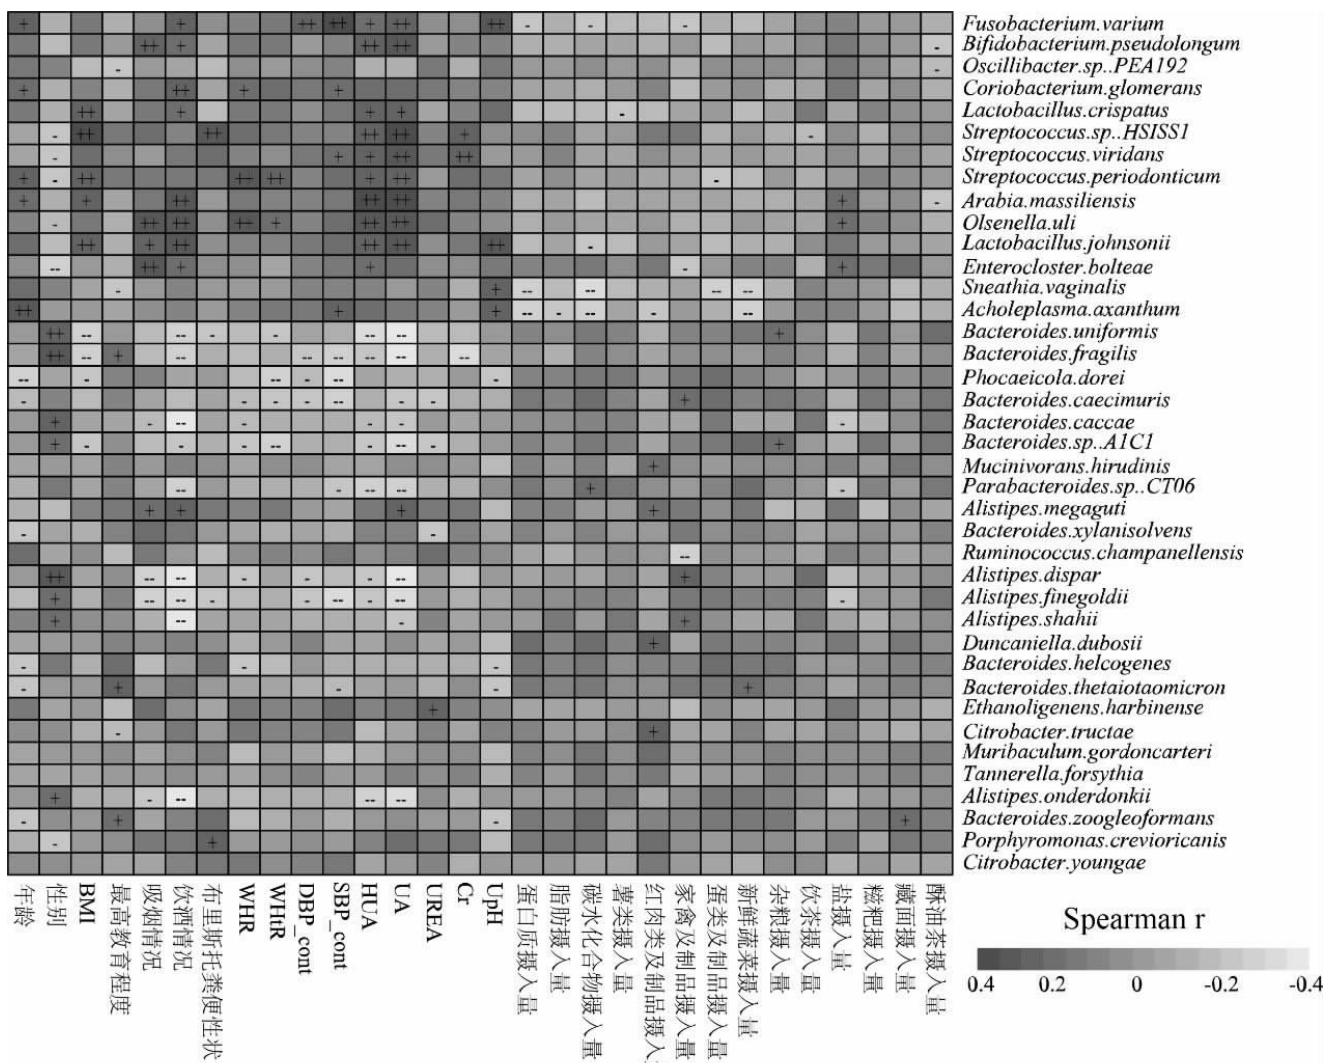 Fusobacterium.varium
Bifidobacterium.pseudolongum
Oscillibacter.sp..PEA192
Coriobacterium.glomerans
Lactobacillus.crispatus
Streptococcus.sp..HSISS1
Streptococcus.viridans
Streptococcus.periodonticum
Arabia.massiliensis
Olsenella.uli
Lactobacillus.johnsonii
Enterocloster.bolteae
Sneathia.vaginalis
Acholeplasma.axanthum
Bacteroides.uniformis
Bacteroides.fragilis
Phocaeicola.dorei
Bacteroides.caecimuris
Bacteroides.caccae
Bacteroides.sp..A1C1
Mucinivorans.hirudinis
Parabacteroides.sp..CT06
Alistipes.megaguti
Bacteroides.xylanisolvens
Ruminococcus.champanellensis
Alistipes.dispar
Alistipes.finegoldii
Alistipes.shahii
Duncaniella.dubosii
Bacteroides.helcogenes
Bacteroides.thetaiotaomicron
Ethanoligenens.harbinense
Citrobacter.tructae
Muribaculum.gordoncarteri
Tannerella.forsythia
Alistipes.onderdonkii
Bacteroides.zoogleoformans
Porphyromonas.crevioricanis
Citrobacter.youngae
年龄
性别
BMI
最高教育程度
吸烟情况
饮酒情况
布里斯托粪便性状
WHR
WHtR
DBP_cont
SBP_cont
HUA
UA
UREA
Cr
UpH
蛋白质摄入量
脂肪摄入量
碳水化合物摄入量
薯类摄入量
红肉类及制品摄入
家禽及制品摄入量
蛋类及制品摄入量
新鲜蔬菜摄入量
杂粮摄入量
饮茶摄入量
盐摄入量
糌粑摄入量
藏面摄入量
酥油茶摄入量
Spearman r
0.4 0.2 0 -0.2 -0.4